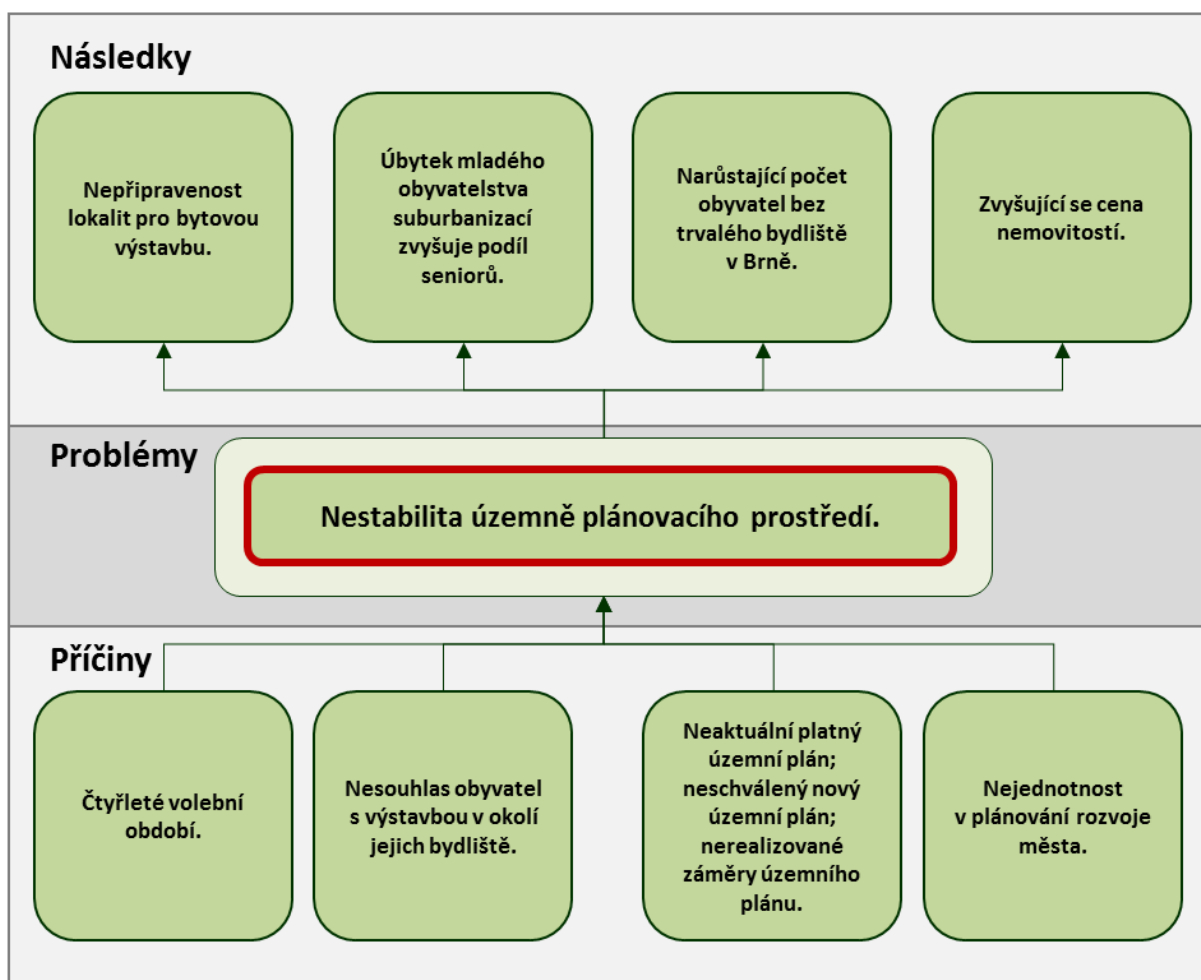 Následky
Nepřipravenost
lokalit pro bytovou
výstavbu.
Úbytek mladého
obyvatelstva
suburbanizací
zvyšuje podíl
seniorů.
Narůstající počet
obyvatel bez
trvalého bydliště
v Brně.
Zvyšující se cena
nemovitostí.
Problémy
Nestabilita územně plánovacího prostředí.
Příčiny
Čtyřleté volební
období.
Nesouhlas obyvatel
s výstavbou v okolí
jejich bydliště.
Neaktuální platný
územní plán;
neschválený nový
územní plán;
nerealizované
záměry územního
plánu.
Nejednotnost
v plánování rozvoje
města.